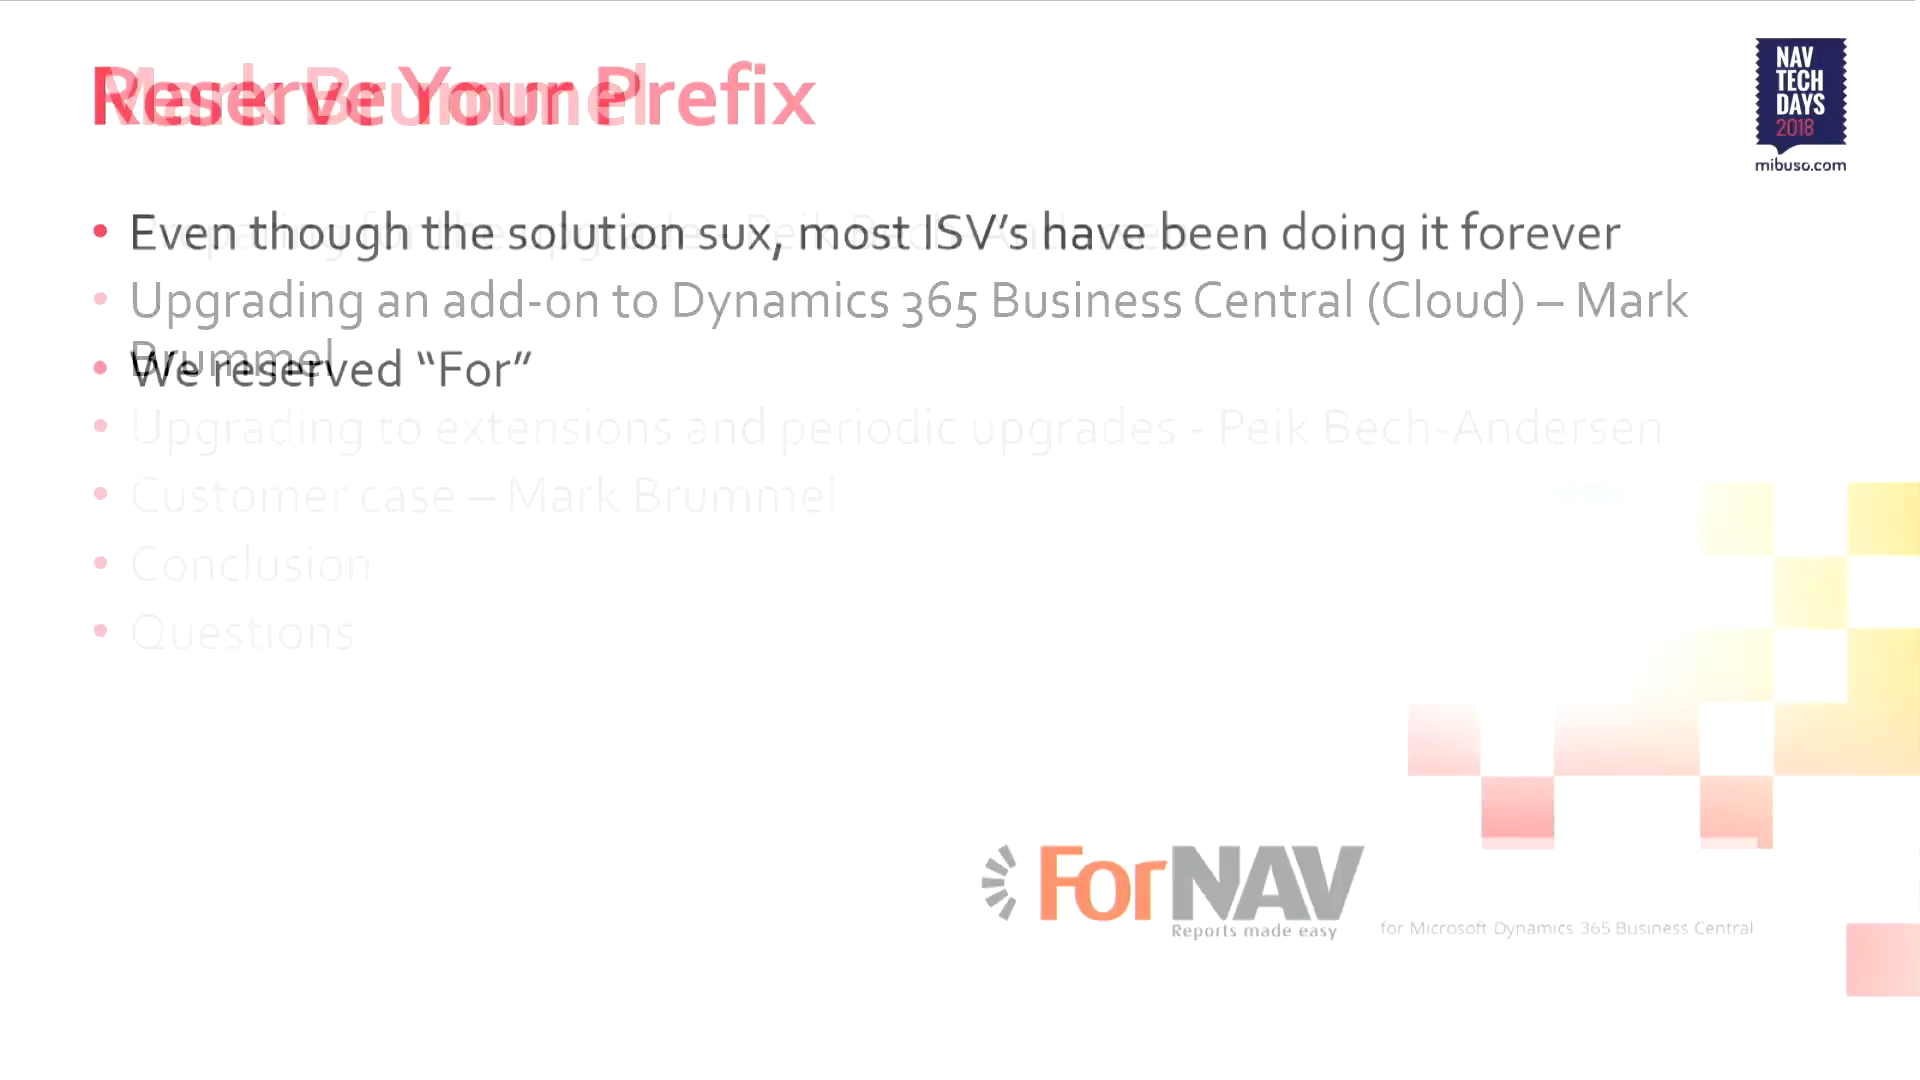 Reserve Your Prefix
Mark Brummel
NAV
TECH
DAYS
2018
mibuso.com
• Even though the solution sux, most ISV’s have been doing it forever
• Upgrading an add-on to Dynamics 365 Business Central (Cloud) – Mark
Brummel
• We reserved “For”
• Upgrading to extensions and periodic upgrades - Peik Bech-Andersen
• Customer case – Mark Brummel
• Conclusion
• Questions
ForNAV
Reports made easy
for Microsoft Dynamics 365 Business Central